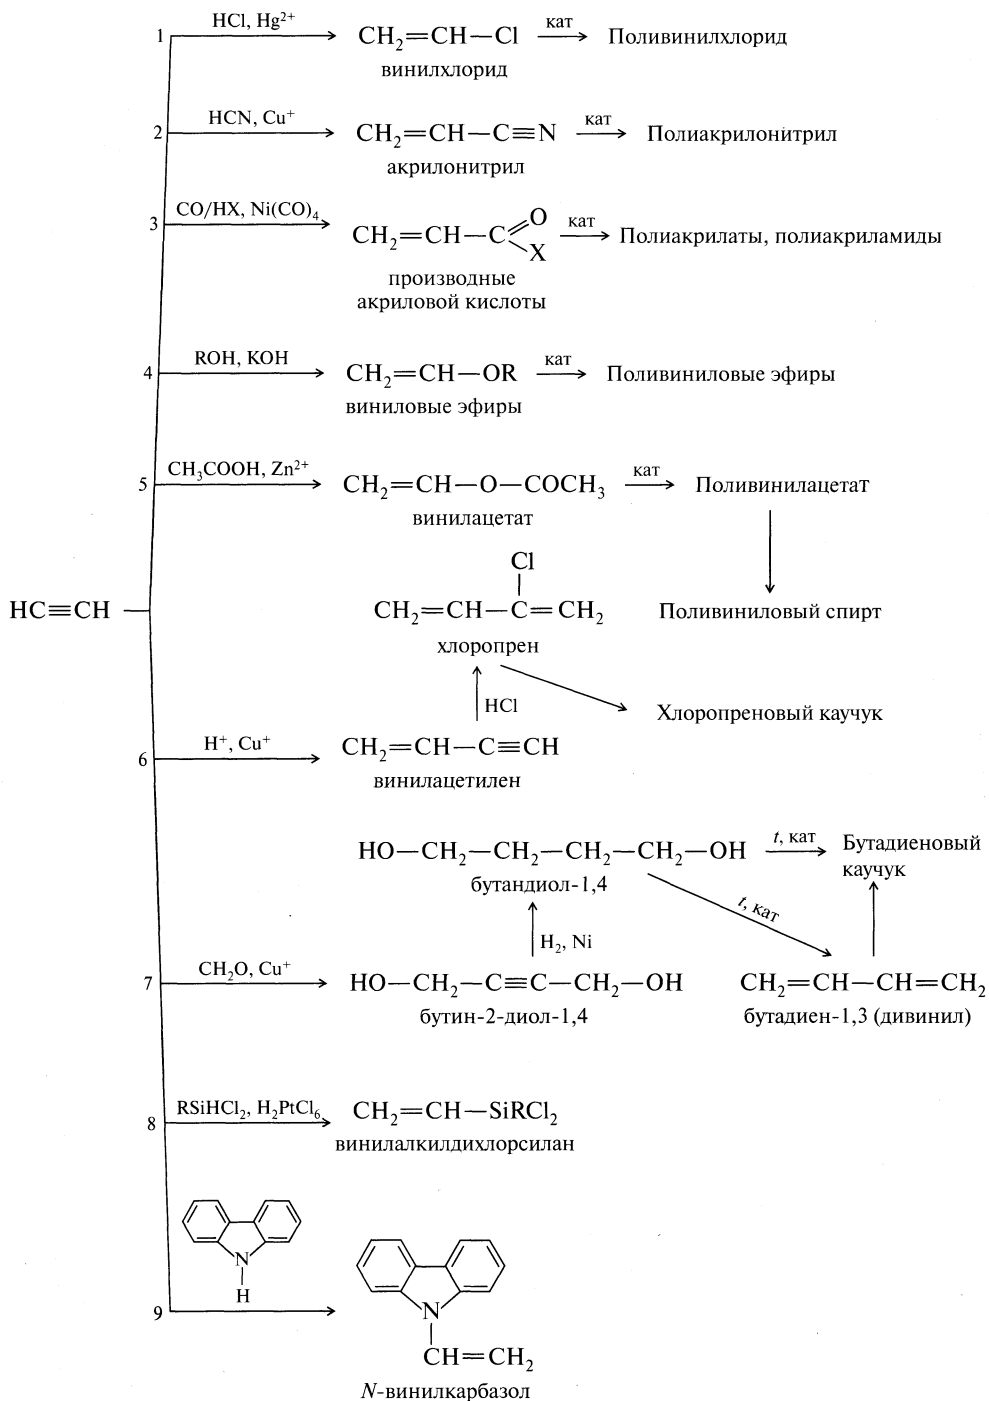 1 HCl, Hg²⁺ CH₂=CH—Cl кат Поливинилхлорид
винилхлорид
2 HCN, Cu⁺ CH₂=CH—C≡N кат Полиакрилонитрил
акрилонитрил
3 CO/HX, Ni(CO)₄ CH₂=CH—C O X кат Полиакрилаты, полиакриламиды
производные
акриловой кислоты
4 ROH, KOH CH₂=CH—OR кат Поливиниловые эфиры
виниловые эфиры
5 CH₃COOH, Zn²⁺ CH₂=CH—O—COCH₃ кат Поливинилацетат
винилацетат
Cl
HC≡CH CH₂=CH—C=CH₂ Поливиниловый спирт
хлоропрен
HCl Хлоропреновый каучук
6 H⁺, Cu⁺ CH₂=CH—C≡CH
винилацетилен
HO—CH₂—CH₂—CH₂—CH₂—OH t, кат Бутадиеновый
каучук
бутандиол-1,4
t, кат
H₂, Ni
7 CH₂O, Cu⁺ HO—CH₂—C≡C—CH₂—OH CH₂=CH—CH=CH₂
бутин-2-диол-1,4 бутадиен-1,3 (дивинил)
8 RSiHCl₂, H₂PtCl₆ CH₂=CH—SiRCl₂
винилалкилдихлорсилан
N
H
9 N
CH=CH₂
N-винилкарбазол